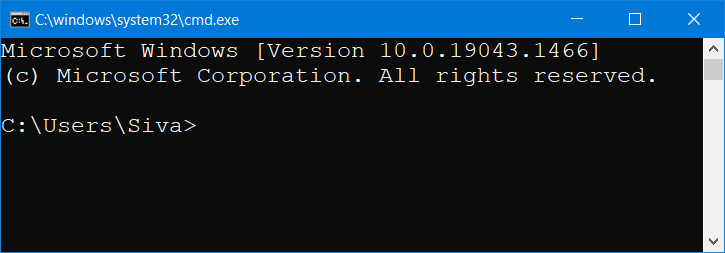 C:\windows\system32\cmd.exe
Microsoft Windows [Version 10.0.19043.1466]
(c) Microsoft Corporation. All rights reserved.
C:\Users\Siva>